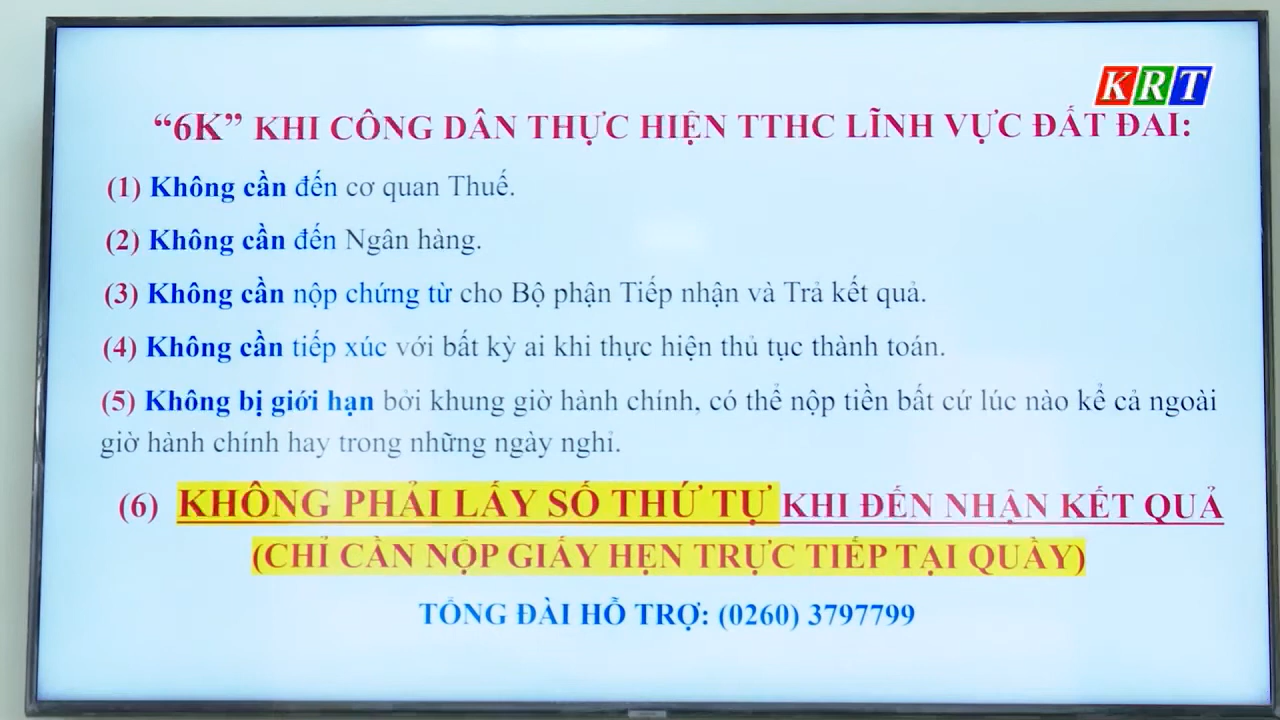 KRT
“6K” KHI CÔNG DÂN THỰC HIỆN TTHC LĨNH VỰC ĐẤT ĐAI:
(1) Không cần đến cơ quan Thuế.
(2) Không cần đến Ngân hàng.
(3) Không cần nộp chứng từ cho Bộ phận Tiếp nhận và Trả kết quả.
(4) Không cần tiếp xúc với bất kỳ ai khi thực hiện thủ tục thành toán.
(5) Không bị giới hạn bởi khung giờ hành chính, có thể nộp tiền bất cứ lúc nào kể cả ngoài
giờ hành chính hay trong những ngày nghỉ.
(6) KHÔNG PHẢI LẤY SỐ THỨ TỰ KHI ĐẾN NHẬN KẾT QUẢ
(CHỈ CẦN NỘP GIẤY HẸN TRỰC TIẾP TẠI QUẦY)
TỔNG ĐÀI HỖ TRỢ: (0260) 3797799